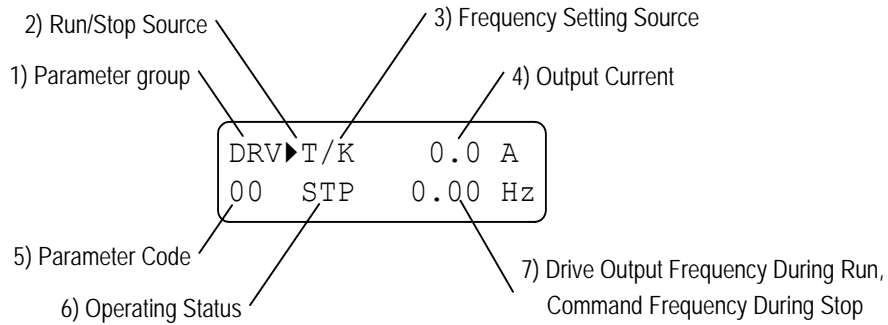 2) Run/Stop Source
3) Frequency Setting Source
1) Parameter group
4) Output Current
DRV▶T/K 0.0 A
00 STP 0.00 Hz
5) Parameter Code
6) Operating Status
7) Drive Output Frequency During Run,
Command Frequency During Stop